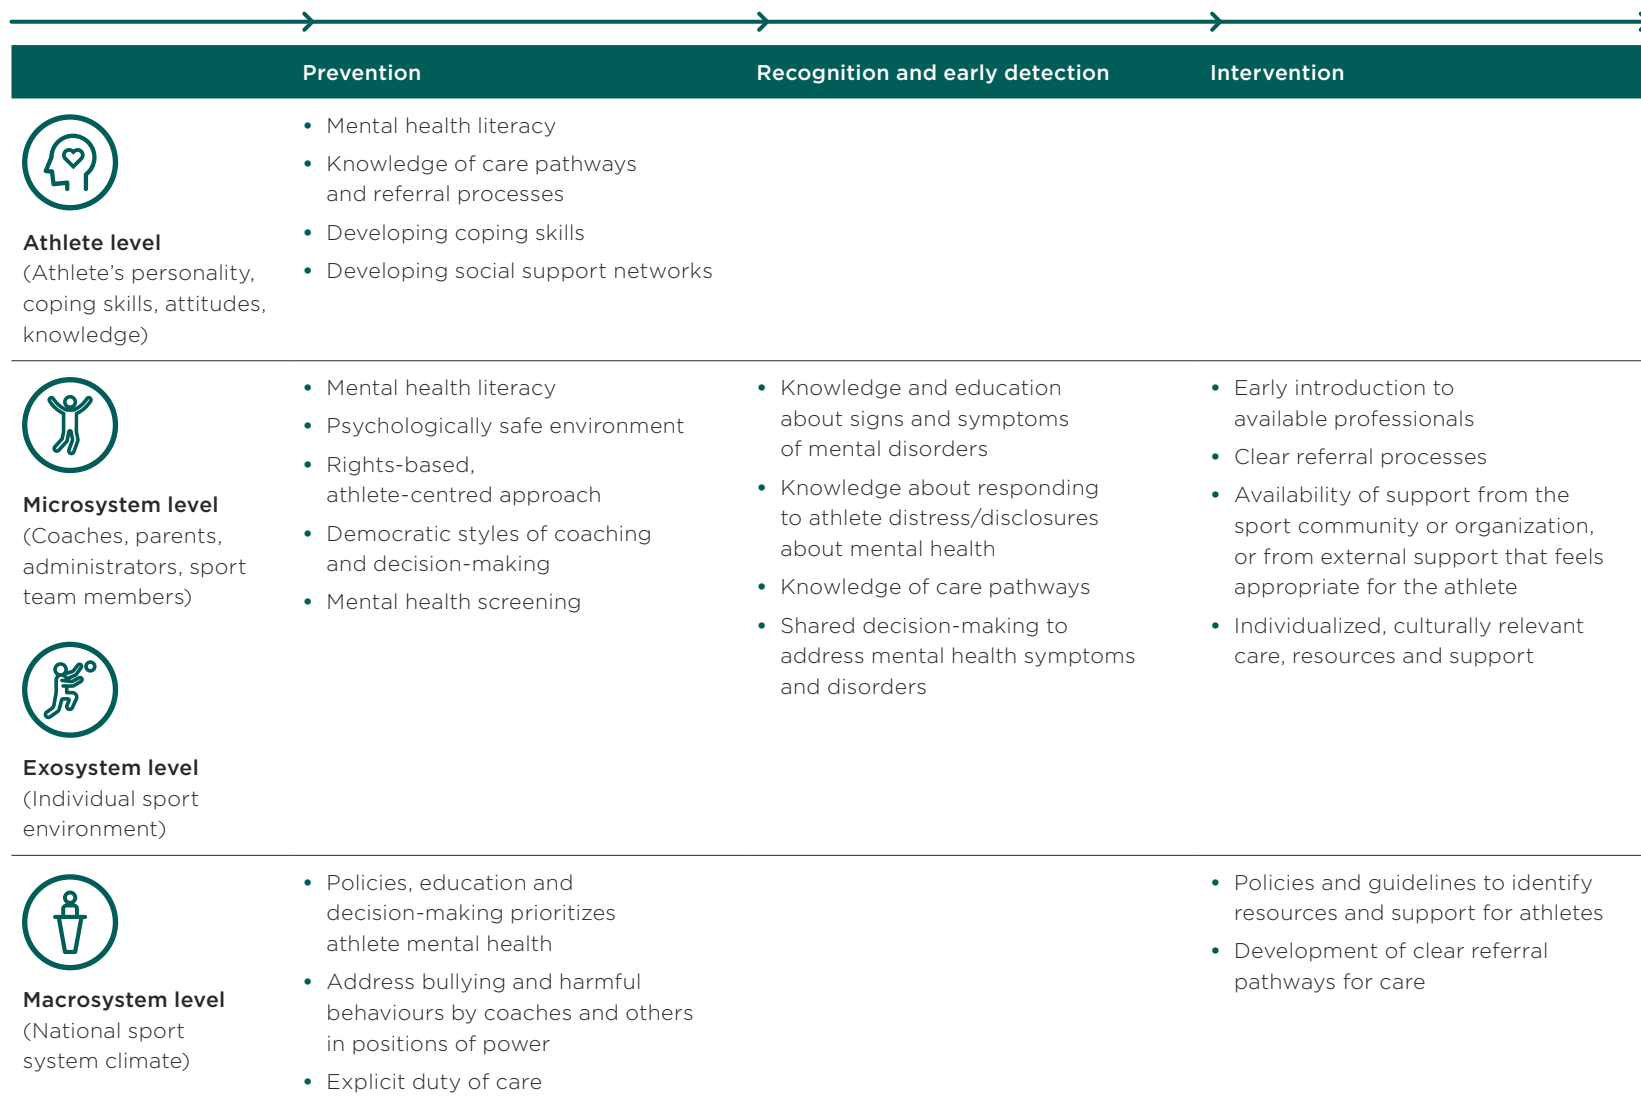 Prevention
Recognition and early detection
Intervention
Athlete level
(Athlete's personality,
coping skills, attitudes,
knowledge)
• Mental health literacy
• Knowledge of care pathways
and referral processes
• Developing coping skills
• Developing social support networks
Microsystem level
(Coaches, parents,
administrators, sport
team members)
Exosystem level
(Individual sport
environment)
• Mental health literacy
• Psychologically safe environment
• Rights-based,
athlete-centred approach
• Democratic styles of coaching
and decision-making
• Mental health screening
• Knowledge and education
about signs and symptoms
of mental disorders
• Knowledge about responding
to athlete distress/disclosures
about mental health
• Knowledge of care pathways
• Shared decision-making to
address mental health symptoms
and disorders
• Early introduction to
available professionals
• Clear referral processes
• Availability of support from the
sport community or organization,
or from external support that feels
appropriate for the athlete
• Individualized, culturally relevant
care, resources and support
Macrosystem level
(National sport
system climate)
• Policies, education and
decision-making prioritizes
athlete mental health
• Address bullying and harmful
behaviours by coaches and others
in positions of power
• Explicit duty of care
• Policies and guidelines to identify
resources and support for athletes
• Development of clear referral
pathways for care